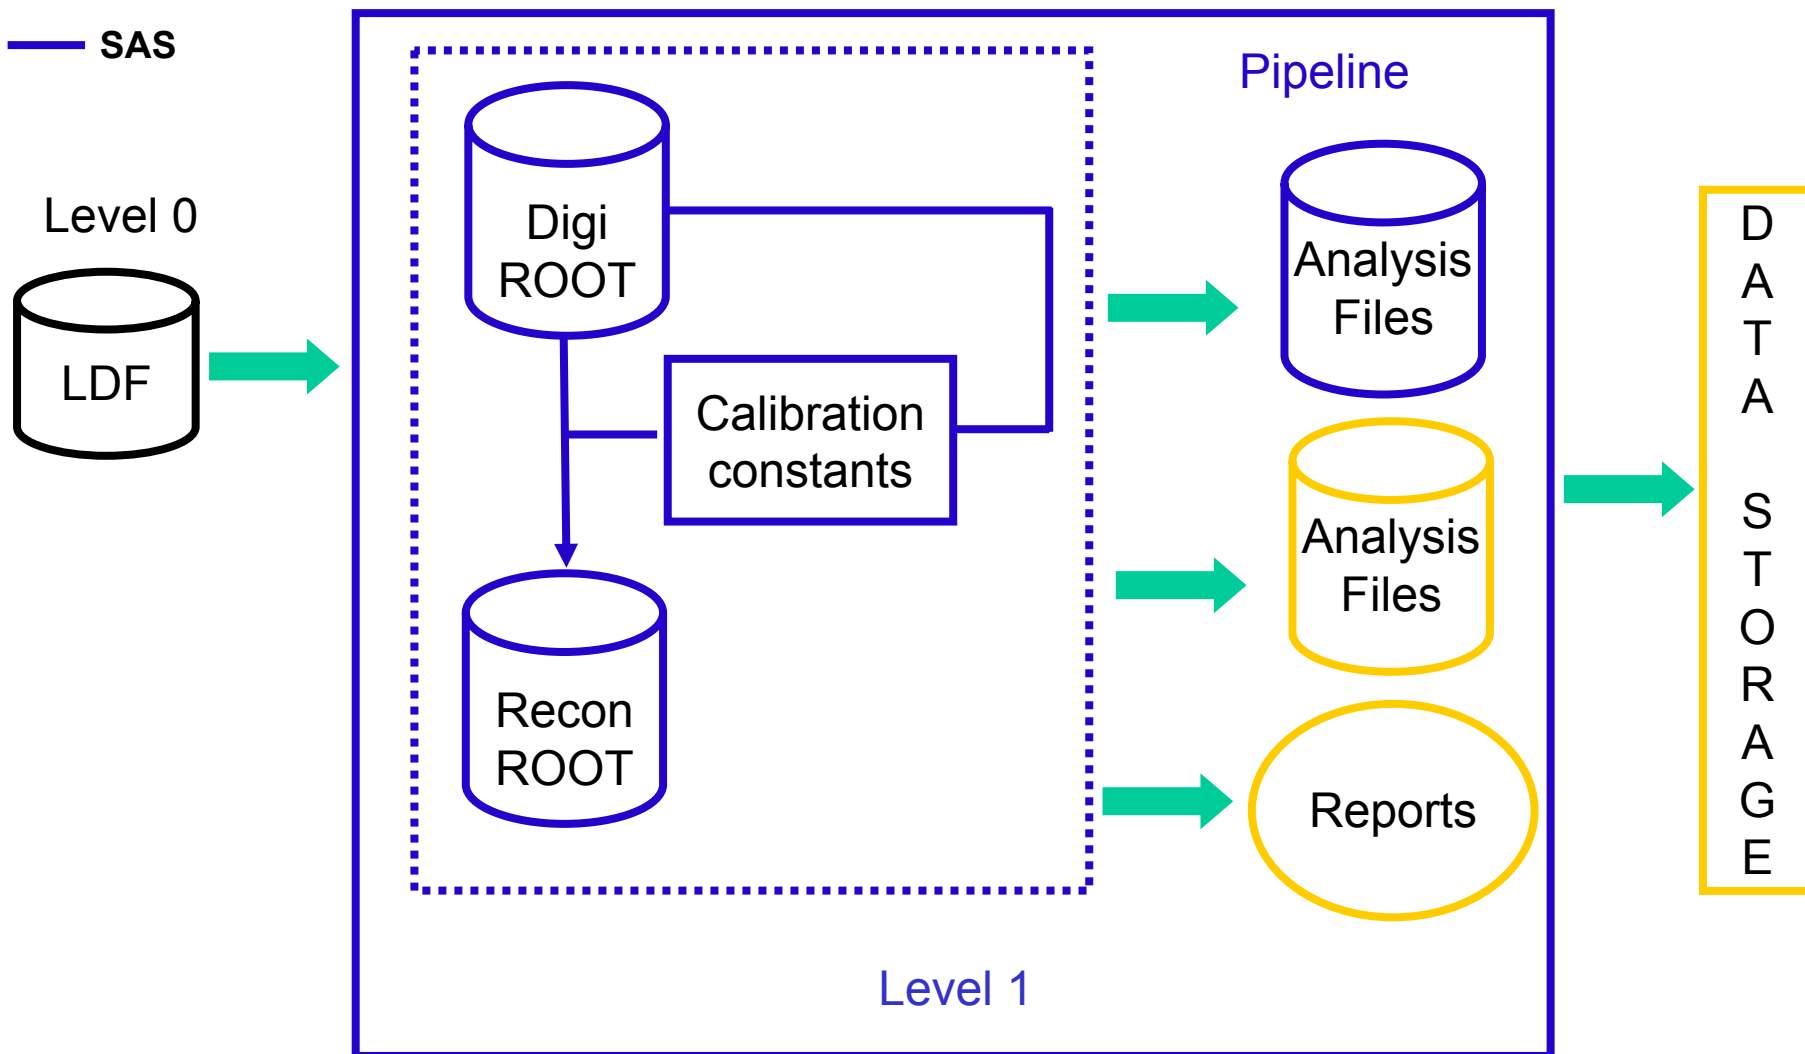 SAS
Pipeline
Level 0
LDF
Digi
ROOT
Calibration
constants
Recon
ROOT
Analysis
Files
Analysis
Files
Reports
Level 1
D
A
T
A
S
T
O
R
A
G
E